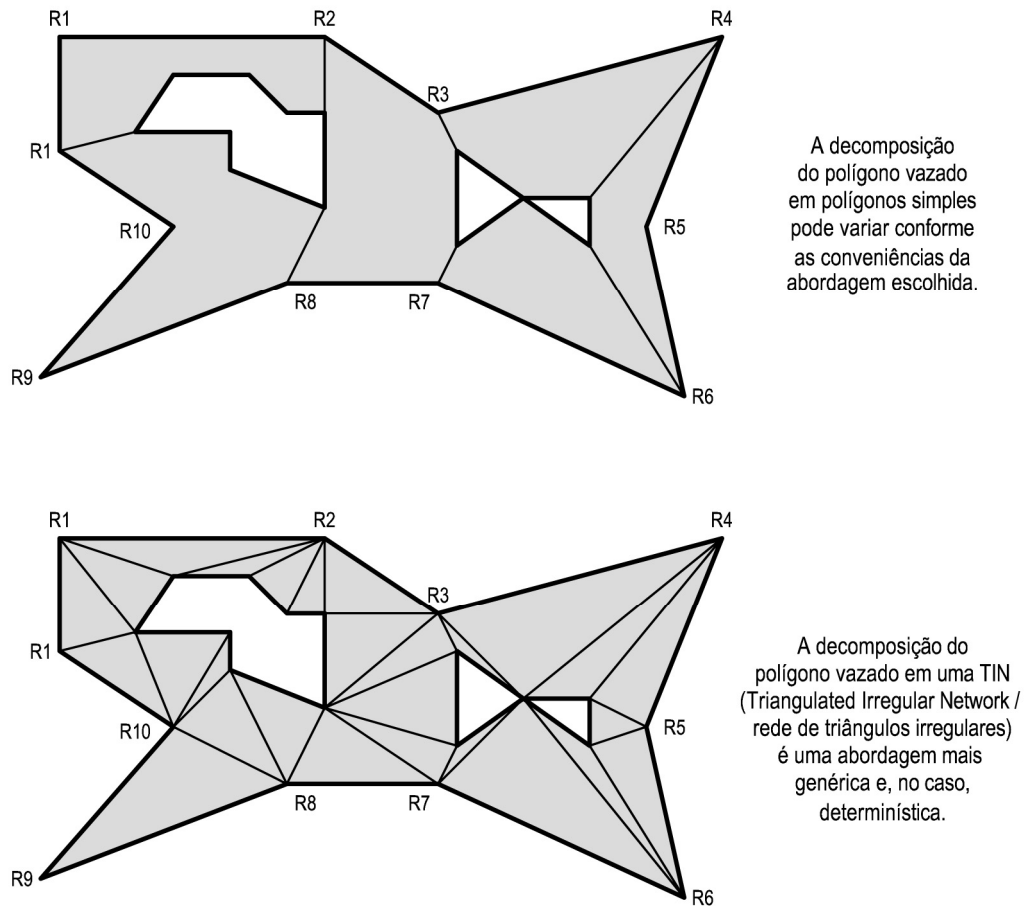 R1
R2
R4
R3
R1
R10
R5
R8
R7
R9
R6
A decomposição
do polígono vazado
em polígonos simples
pode variar conforme
as conveniências da
abordagem escolhida.
R1
R2
R4
R3
R1
R10
R5
R8
R7
R9
R6
A decomposição do
polígono vazado em uma TIN
(Triangulated Irregular Network /
rede de triângulos irregulares)
é uma abordagem mais
genérica e, no caso,
determinística.